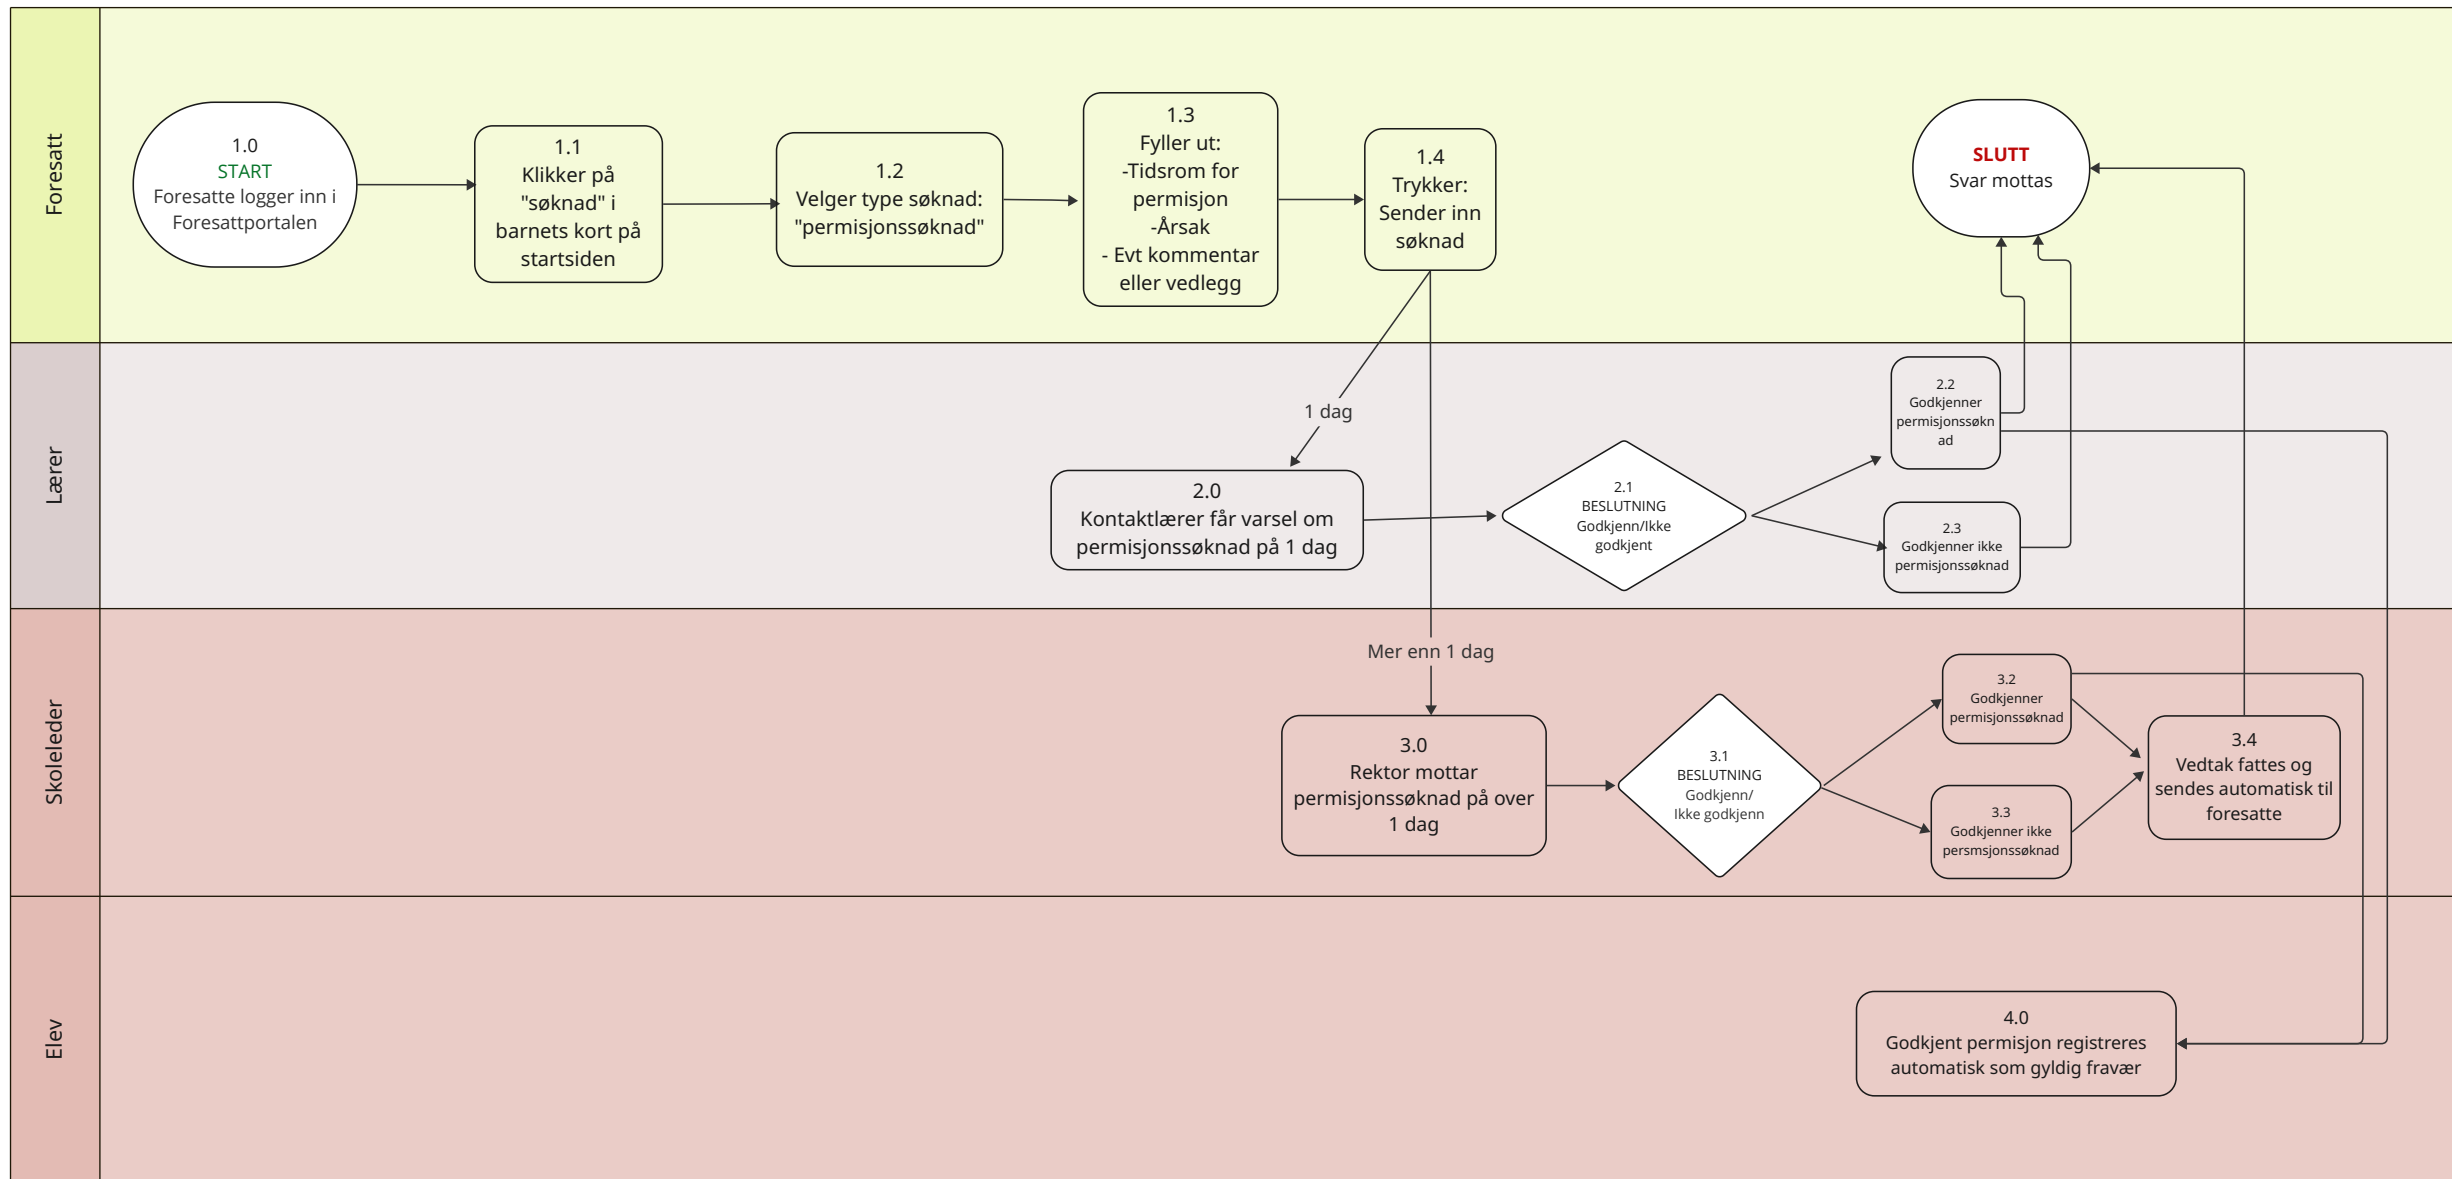 Foresatt
1.0
START
Foresatte logger inn i
Foresattportalen
1.1
Klikker på
"søknad" i
barnets kort på
startsiden
1.2
Velger type søknad:
"permisjonssøknad"
1.3
Fyller ut:
-Tidsrom for
permisjon
-Årsak
- Evt kommentar
eller vedlegg
1.4
Trykker:
Sender inn
søknad
SLUTT
Svar mottas
Lærer
1 dag
2.0
Kontaktlærer får varsel om
permisjonssøknad på 1 dag
2.1
BESLUTNING
Godkjenn/Ikke
godkjent
2.2
Godkjenner
permisjonssøkn
ad
2.3
Godkjenner ikke
permisjonssøknad
Skoleleder
Mer enn 1 dag
3.0
Rektor mottar
permisjonssøknad på over
1 dag
3.1
BESLUTNING
Godkjenn/
Ikke godkjenn
3.2
Godkjenner
permisjonssøknad
3.3
Godkjenner ikke
persmsjonssøknad
3.4
Vedtak fattes og
sendes automatisk til
foresatte
Elev
4.0
Godkjent permisjon registreres
automatisk som gyldig fravær